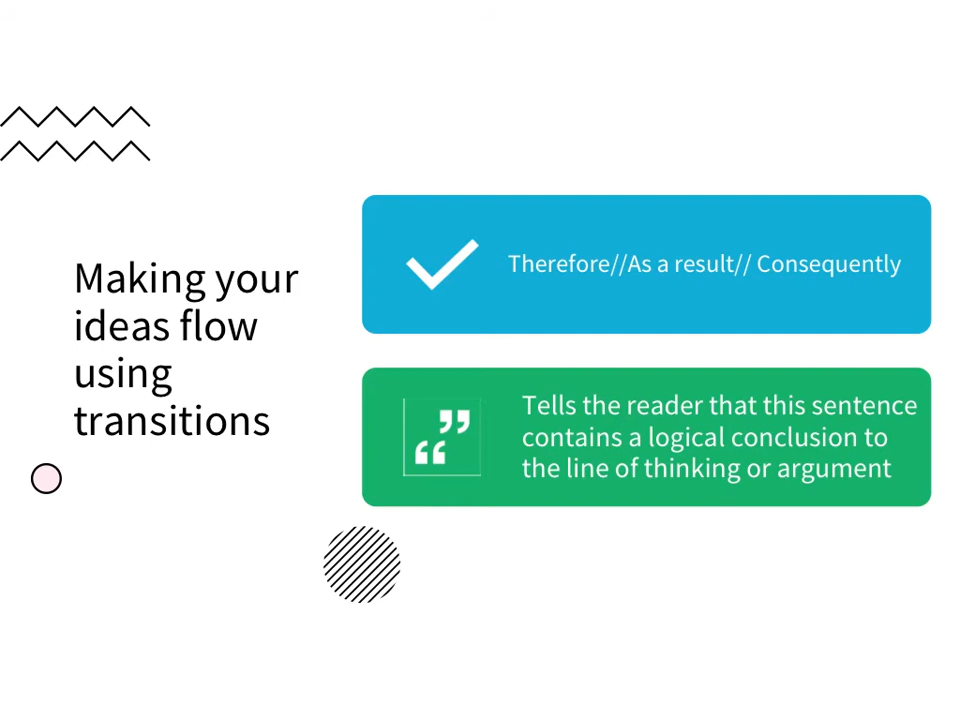 Making your
ideas flow
using
transitions
Therefore//As a result// Consequently
Tells the reader that this sentence
contains a logical conclusion to
the line of thinking or argument